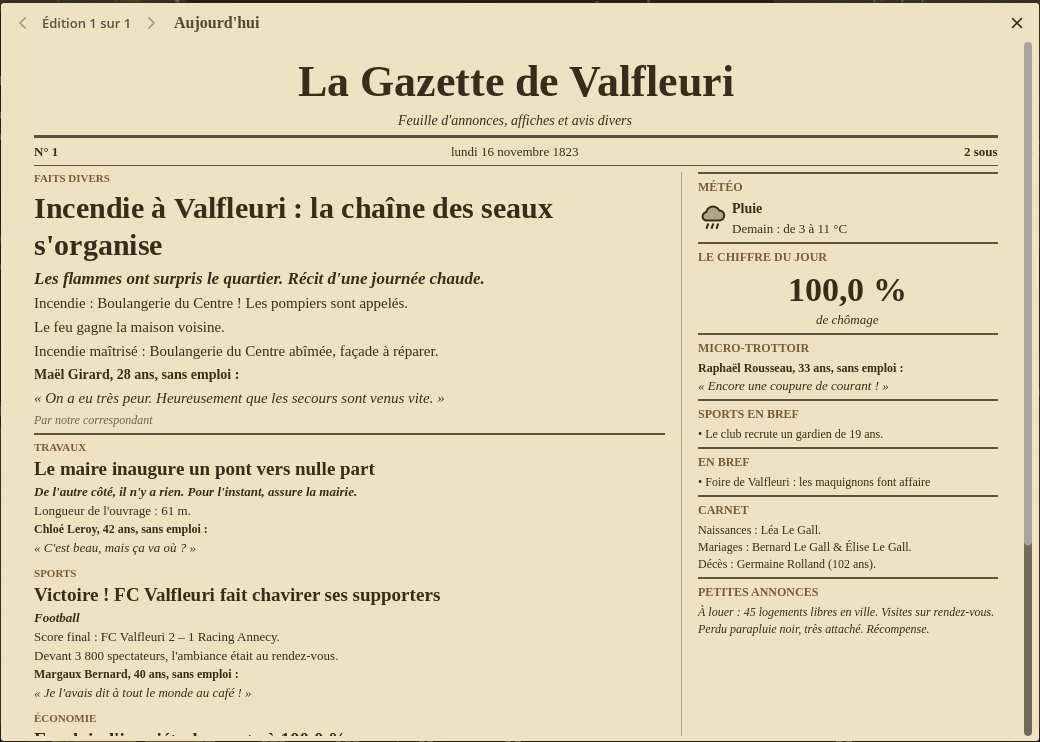 Édition 1 sur 1
Aujourd'hui
La Gazette de Valfleuri
Feuille d'annonces, affiches et avis divers
N° 1
lundi 16 novembre 1823
2 sous
FAITS DIVERS
Incendie à Valfleuri : la chaîne des seaux
s'organise
Les flammes ont surpris le quartier. Récit d'une journée chaude.
Incendie : Boulangerie du Centre ! Les pompiers sont appelés.
Le feu gagne la maison voisine.
Incendie maîtrisé : Boulangerie du Centre abîmée, façade à réparer.
Maël Girard, 28 ans, sans emploi :
« On a eu très peur. Heureusement que les secours sont venus vite. »
Par notre correspondant
TRAVAUX
Le maire inaugure un pont vers nulle part
De l'autre côté, il n'y a rien. Pour l'instant, assure la mairie.
Longueur de l'ouvrage : 61 m.
Chloé Leroy, 42 ans, sans emploi :
« C'est beau, mais ça va où ? »
SPORTS
Victoire ! FC Valfleuri fait chavirer ses supporters
Football
Score final : FC Valfleuri 2 – 1 Racing Annecy.
Devant 3 800 spectateurs, l'ambiance était au rendez-vous.
Margaux Bernard, 40 ans, sans emploi :
« Je l'avais dit à tout le monde au café ! »
ÉCONOMIE
MÉTÉO
Pluie
Demain : de 3 à 11 °C
LE CHIFFRE DU JOUR
100,0 %
de chômage
MICRO-TROTTOIR
Raphaël Rousseau, 33 ans, sans emploi :
« Encore une coupure de courant ! »
SPORTS EN BREF
• Le club recrute un gardien de 19 ans.
EN BREF
• Foire de Valfleuri : les maquignons font affaire
CARNET
Naissances : Léa Le Gall.
Mariages : Bernard Le Gall & Élise Le Gall.
Décès : Germaine Rolland (102 ans).
PETITES ANNONCES
À louer : 45 logements libres en ville. Visites sur rendez-vous.
Perdu parapluie noir, très attaché. Récompense.